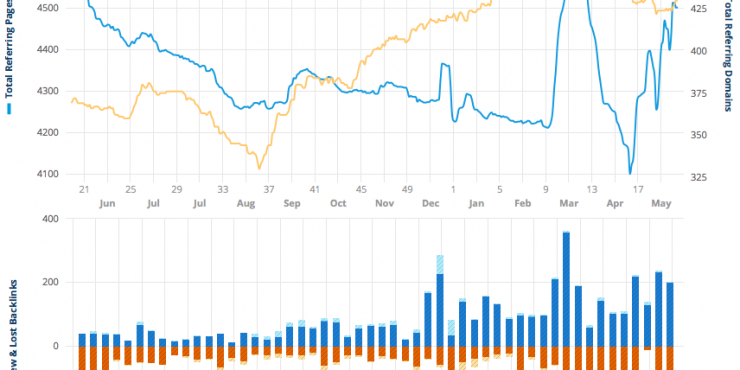 Total Referring Pages
4500
4400
4300
4200
4100
425
400
375
350
325
Total Referring Domains
21 25 29 33 37 41 45 49 1 5 9 13 17
Jun Jul Jul Aug Sep Oct Nov Dec Jan Feb Mar Apr May
400
200
0
w & Lost Backlinks